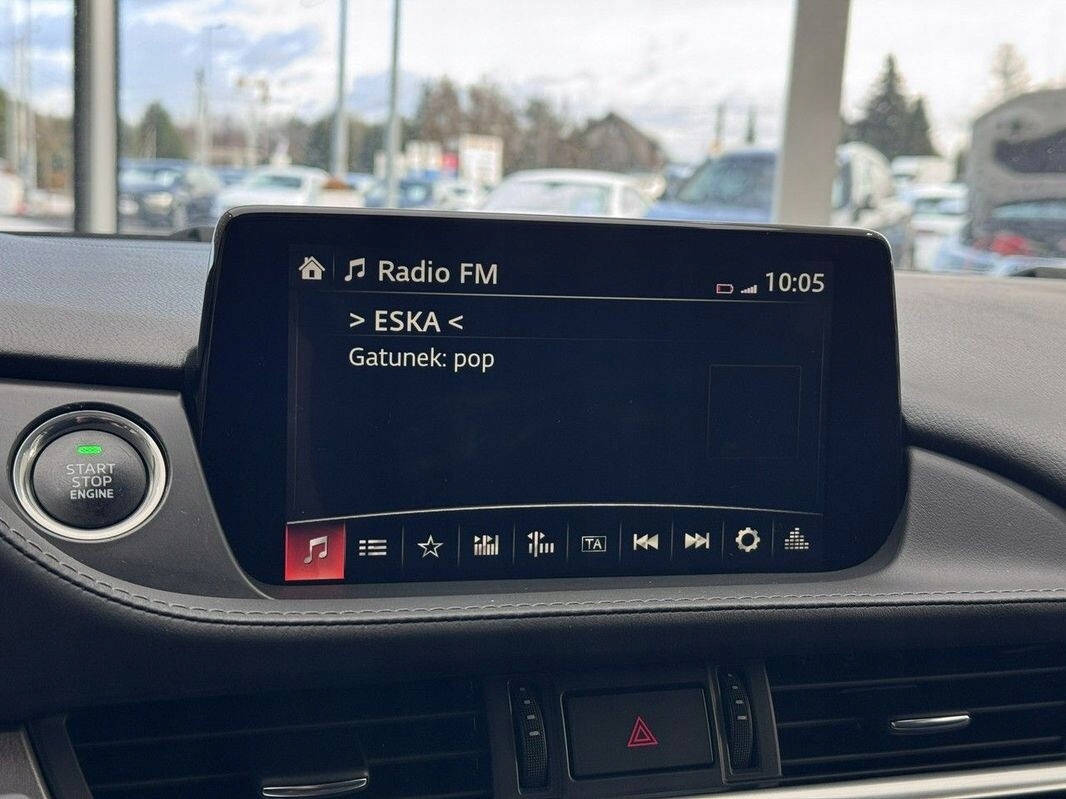 Radio FM
10:05
> ESKA <
Gatunek: pop
TA
START
STOP
ENGINE